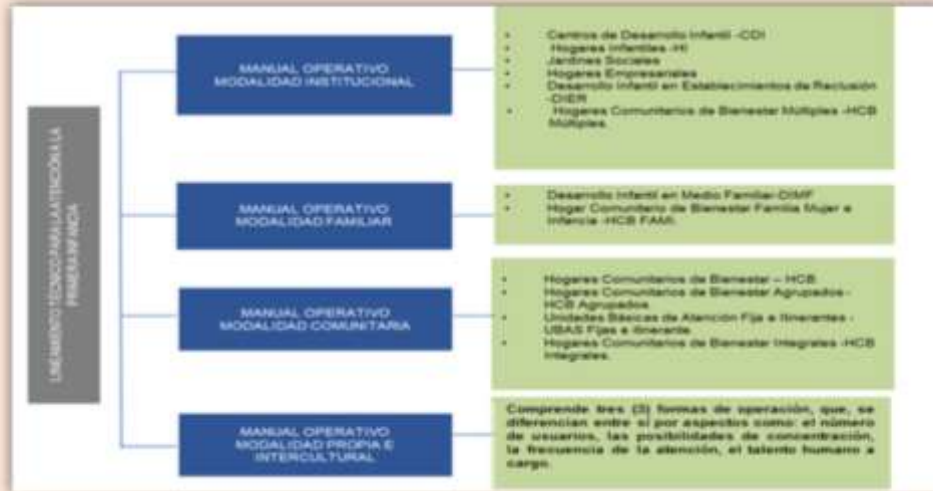 LINEAMIENTO TÉCNICO PARA LA ATENCIÓN A LA
PRIMERA INFANCIA
MANUAL OPERATIVO
MODALIDAD INSTITUCIONAL
Centros de Desarrollo Infantil -CDI
Hogares Infantiles -HI
Jardines Sociales
Hogares Empresariales
Desarrollo Infantil en Establecimientos de Reclusión
-DIER
Hogares Comunitarios de Bienestar Múltiples -HCB
Múltiples.
MANUAL OPERATIVO
MODALIDAD FAMILIAR
Desarrollo Infantil en Medio Familiar-DIMF
Hogar Comunitario de Bienestar Familia Mujer e
Infancia -HCB FAMI.
MANUAL OPERATIVO
MODALIDAD COMUNITARIA
Hogares Comunitarios de Bienestar – HCB
Hogares Comunitarios de Bienestar Agrupados-
HCB Agrupados
Unidades Básicas de Atención Fija e Itinerantes -
UBAS Fijas e itinerante
Hogares Comunitarios de Bienestar Integrales -HCB
Integrales.
MANUAL OPERATIVO
MODALIDAD PROPIA E
INTERCULTURAL
Comprende tres (3) formas de operación, que, se
diferencian entre sí por aspectos como: el número
de usuarios, las posibilidades de concentración,
la frecuencia de la atención, el talento humano a
cargo.